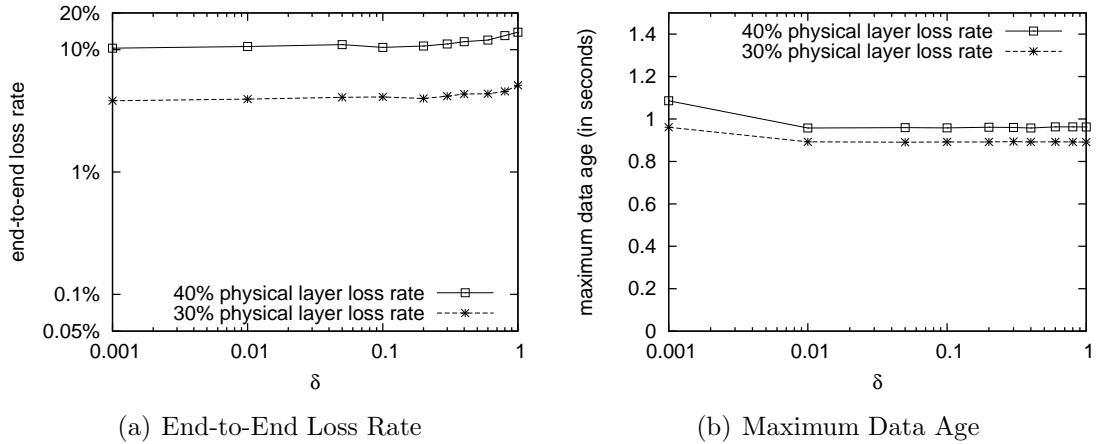 20%
10%
1%
0.1%
0.05%
end-to-end loss rate
40% physical layer loss rate
30% physical layer loss rate
0.001 0.01 0.1 1
δ
(a) End-to-End Loss Rate
1.4
1.2
1
0.8
0.6
0.4
0.2
0
maximum data age (in seconds)
40% physical layer loss rate
30% physical layer loss rate
0.001 0.01 0.1 1
δ
(b) Maximum Data Age